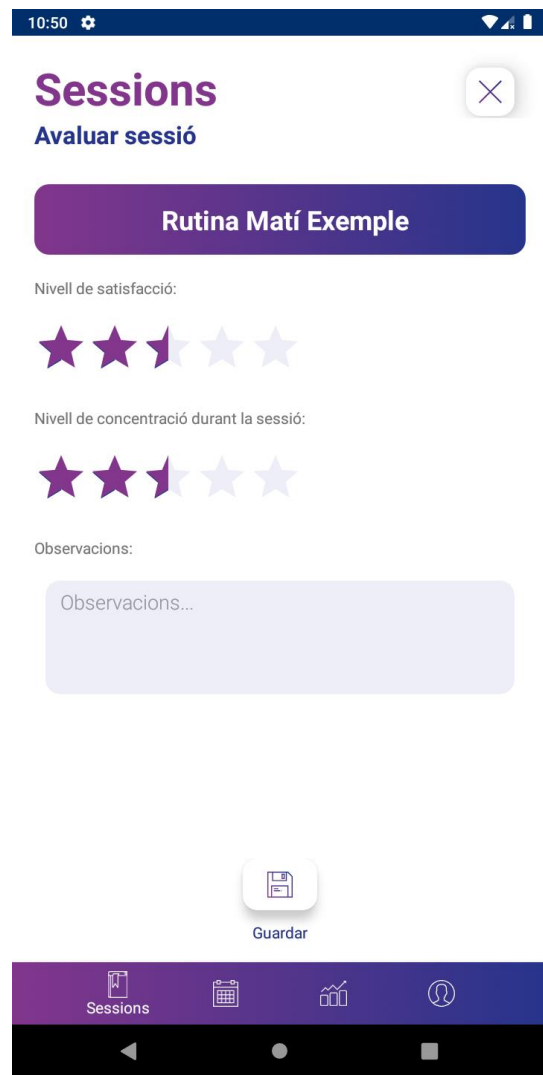 10:50
Sessions
Avaluar sessió
Rutina Matí Exemple
Nivell de satisfacció:
Nivell de concentració durant la sessió:
Observacions:
Observacions...
Guardar
Sessions